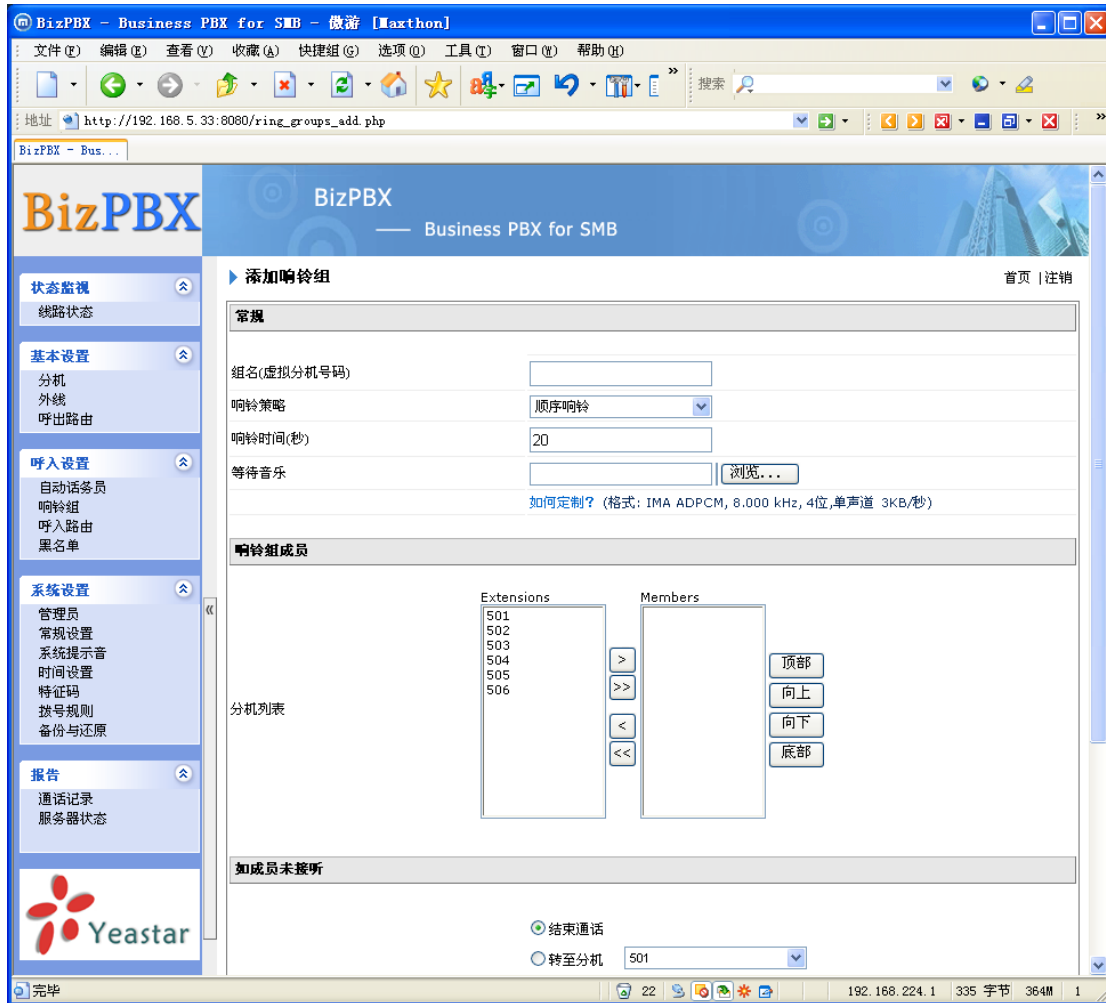 BizPBX - Business PBX for SMB - 傲游 [Maxthon]
文件(F) 编辑(E) 查看(V) 收藏(A) 快捷组(G) 选项(O) 工具(T) 窗口(W) 帮助(H)
搜索
地址 http://192.168.5.33:8080/ring_groups_add.php
BizPBX - Bus...
BizPBX
BizPBX
—— Business PBX for SMB
添加响铃组
首页 |注销
状态监视
线路状态
基本设置
分机
外线
呼出路由
呼入设置
自动话务员
响铃组
呼入路由
黑名单
系统设置
管理员
常规设置
系统提示音
时间设置
特征码
拨号规则
备份与还原
报告
通话记录
服务器状态
Yeastar
常规
组名(虚拟分机号码)
响铃策略 顺序响铃
响铃时间(秒) 20
等待音乐 浏览...
如何定制? (格式: IMA ADPCM, 8.000 kHz, 4位,单声道 3KB/秒)
响铃组成员
Extensions Members
501
502
503
504
505
506
>
>>
<
<<
顶部
向上
向下
底部
分机列表
如成员未接听
结束通话
转至分机 501
完毕 22 192.168.224.1 335 字节 364M 1